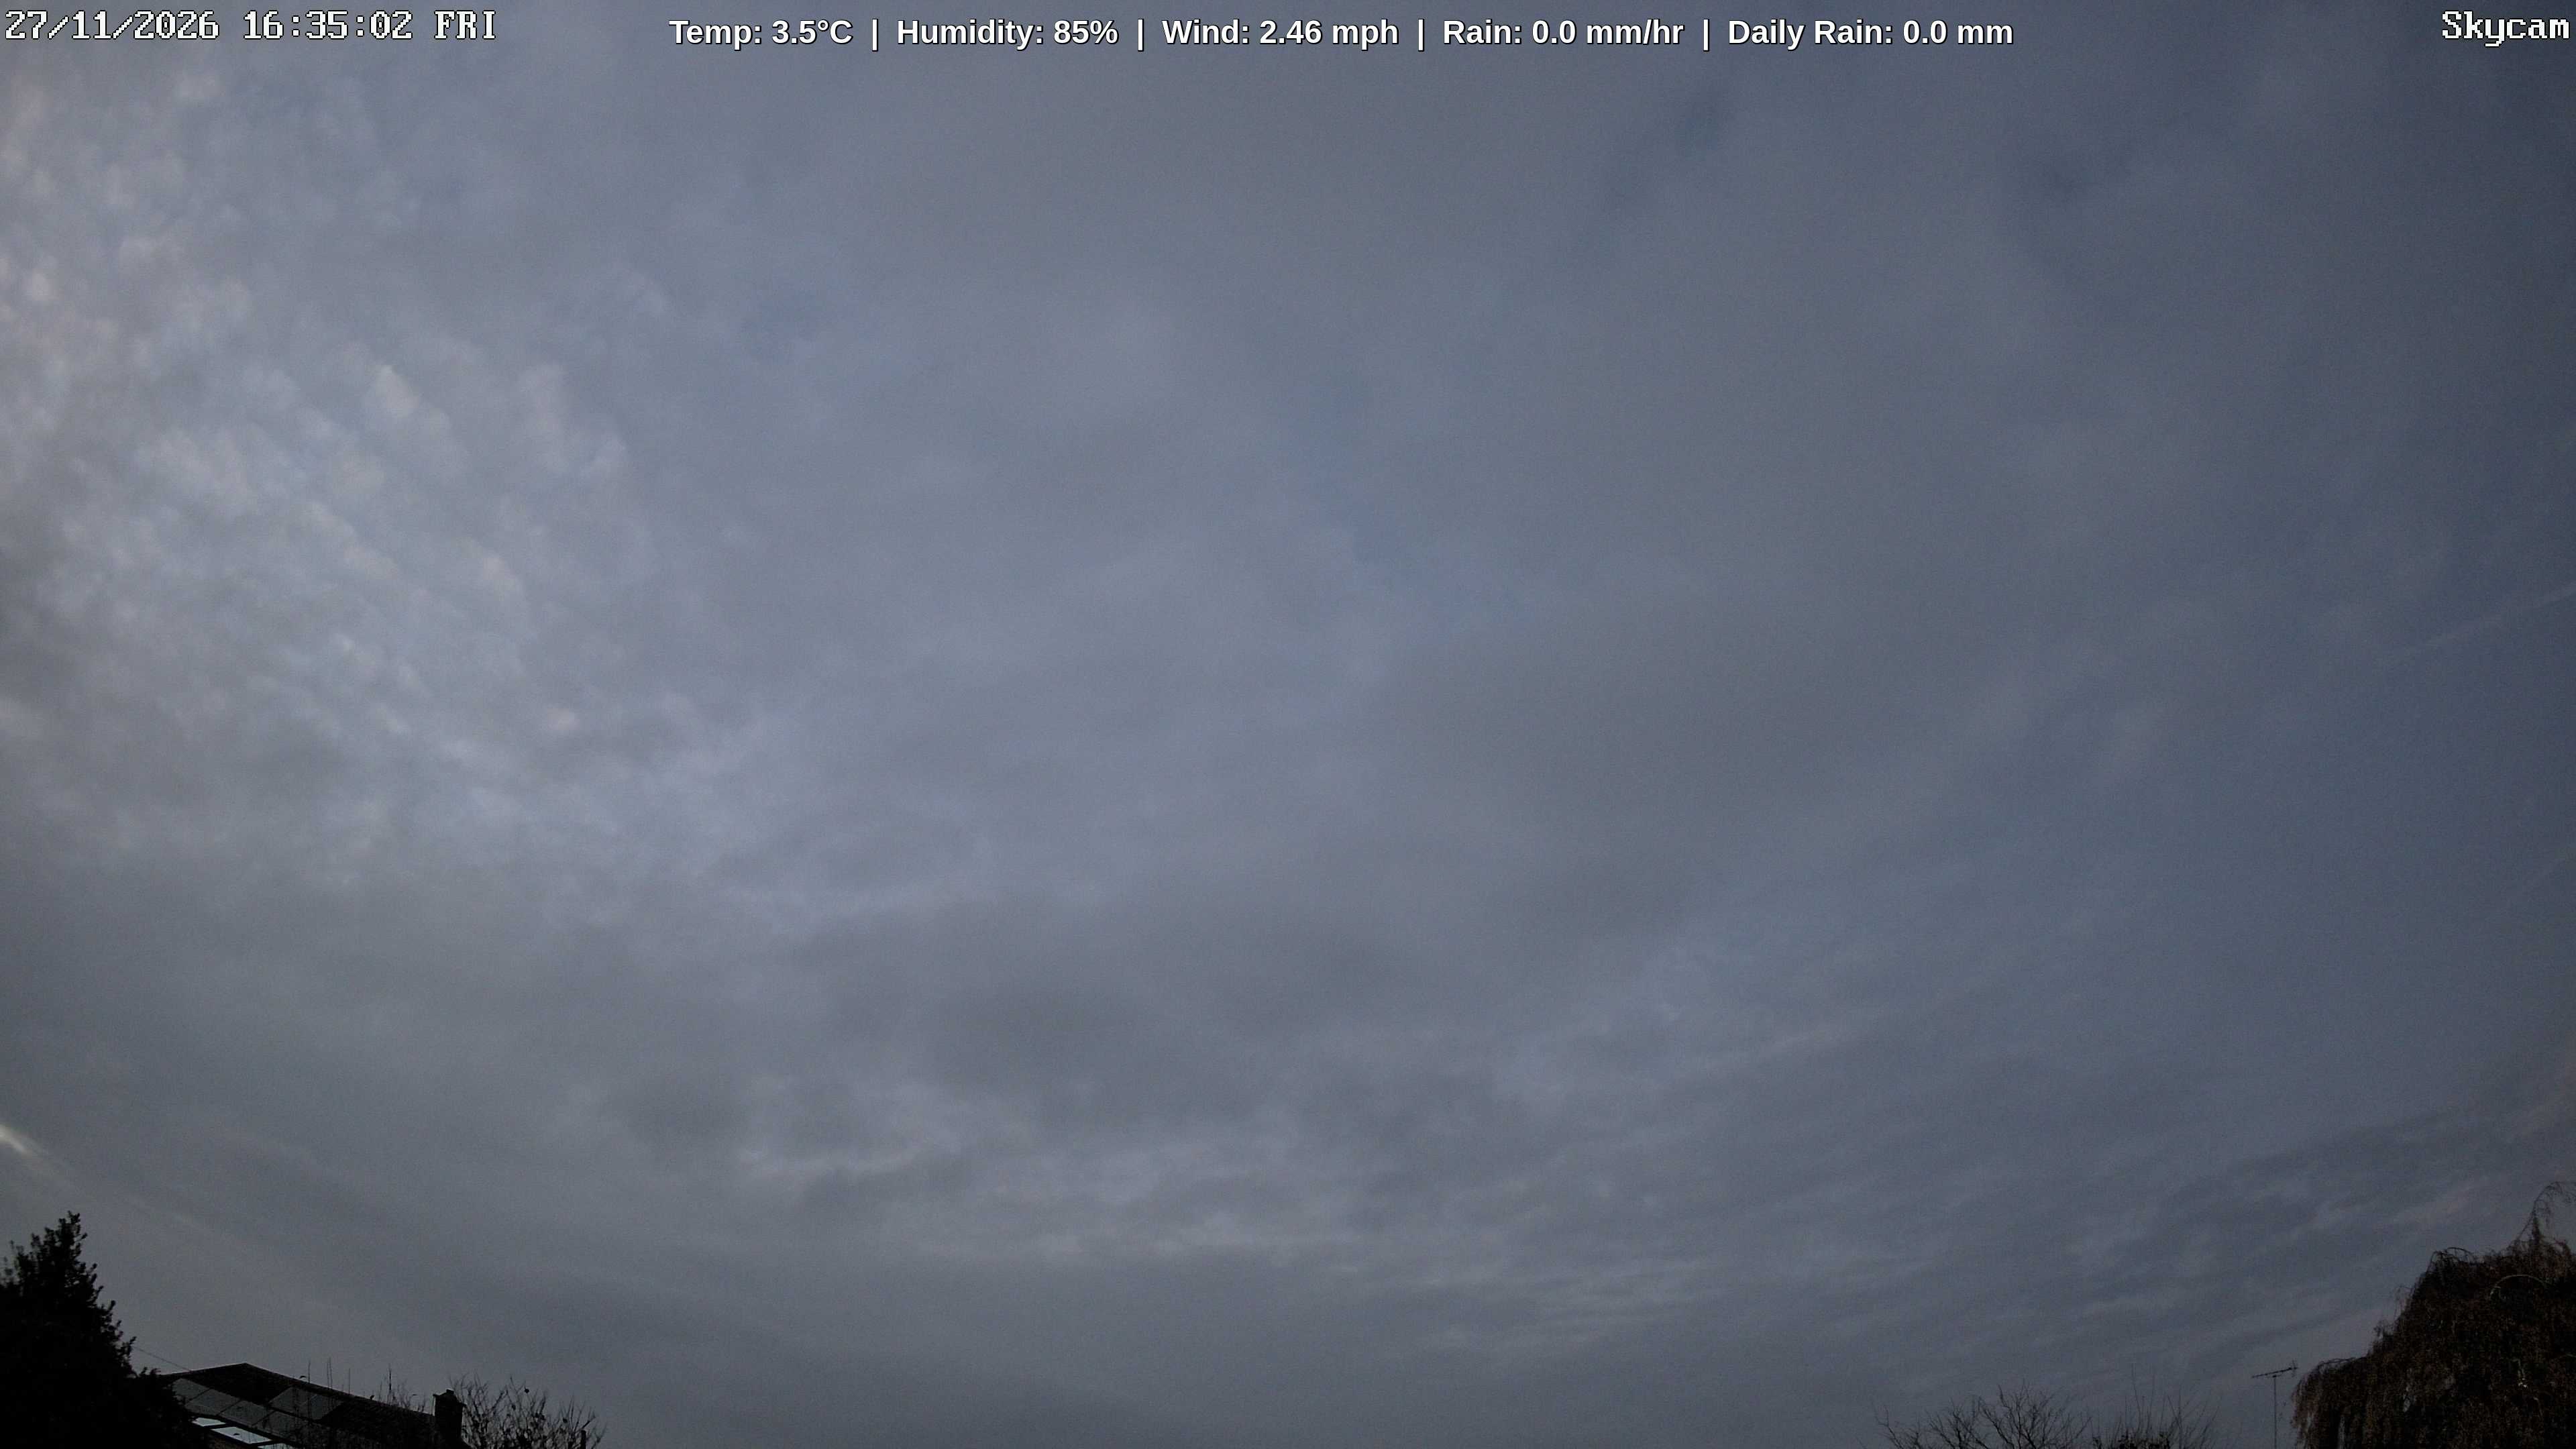 27/11/2026 16:35:02 FRI
Temp: 3.5°C | Humidity: 85% | Wind: 2.46 mph | Rain: 0.0 mm/hr | Daily Rain: 0.0 mm
Skycam